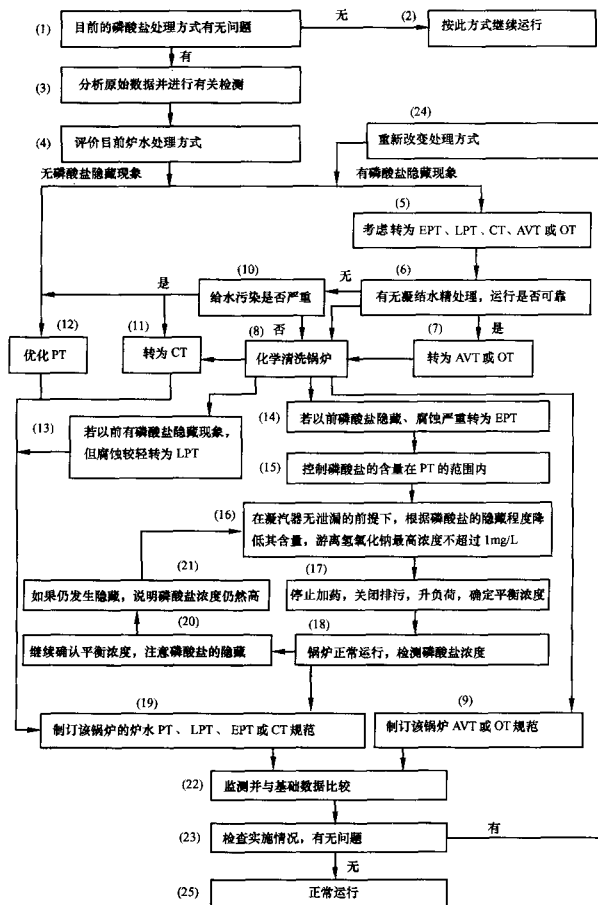 (1)
目前的磷酸盐处理方式有无问题
无
(2)
按此方式继续运行
有
(3)
分析原始数据并进行有关检测
(4)
评价目前炉水处理方式
(24)
重新改变处理方式
无磷酸盐隐藏现象
有磷酸盐隐藏现象
(5)
考虑转为 EPT、LPT、CT、AVT 或 OT
(6)
有无凝结水精处理,运行是否可靠
无
(10)
给水污染是否严重
是
(7)
是
转为 AVT 或 OT
(12)
优化 PT
(11)
转为 CT
(8)
否
化学清洗锅炉
(13)
若以前有磷酸盐隐藏现象,
但腐蚀较轻转为 LPT
(14)
若以前磷酸盐隐藏、腐蚀严重转为 EPT
(15)
控制磷酸盐的含量在 PT 的范围内
(16)
在凝汽器无泄漏的前提下,根据磷酸盐的隐藏程度降
低其含量,游离氢氧化钠最高浓度不超过 1mg/L
(21)
如果仍发生隐藏,说明磷酸盐浓度仍然高
(17)
停止加药,关闭排污,升负荷,确定平衡浓度
(20)
继续确认平衡浓度,注意磷酸盐的隐藏
(18)
锅炉正常运行,检测磷酸盐浓度
(19)
制订该锅炉的炉水 PT、LPT、EPT 或 CT 规范
(9)
制订该锅炉 AVT 或 OT 规范
(22)
监测并与基础数据比较
(23)
检查实施情况,有无问题
有
无
(25)
正常运行